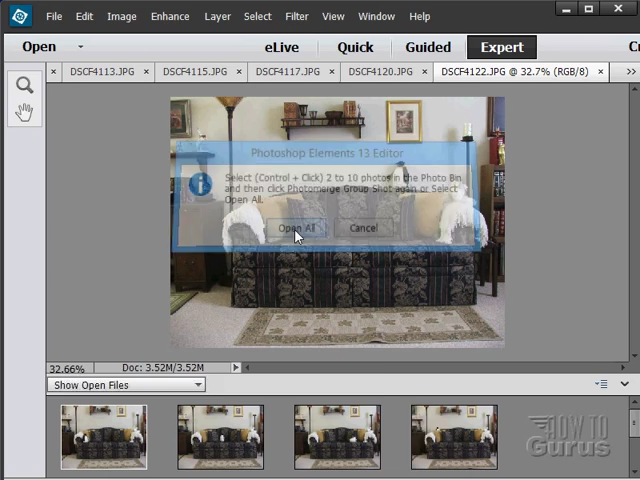 File Edit Image Enhance Layer Select Filter View Window Help
Open eLive Quick Guided Expert Cr
× DSCF4113.JPG × DSCF4115.JPG × DSCF4117.JPG × DSCF4120.JPG × DSCF4122.JPG @ 32.7% (RGB/8) × »
Photoshop Elements 13 Editor
Select (Control + Click) 2 to 10 photos in the Photo Bin
and then click Photomerge Group Shot again or Select
Open All.
Open All Cancel
32.66% Doc: 3.52M/3.52M
Show Open Files
HOW TO
Gurus